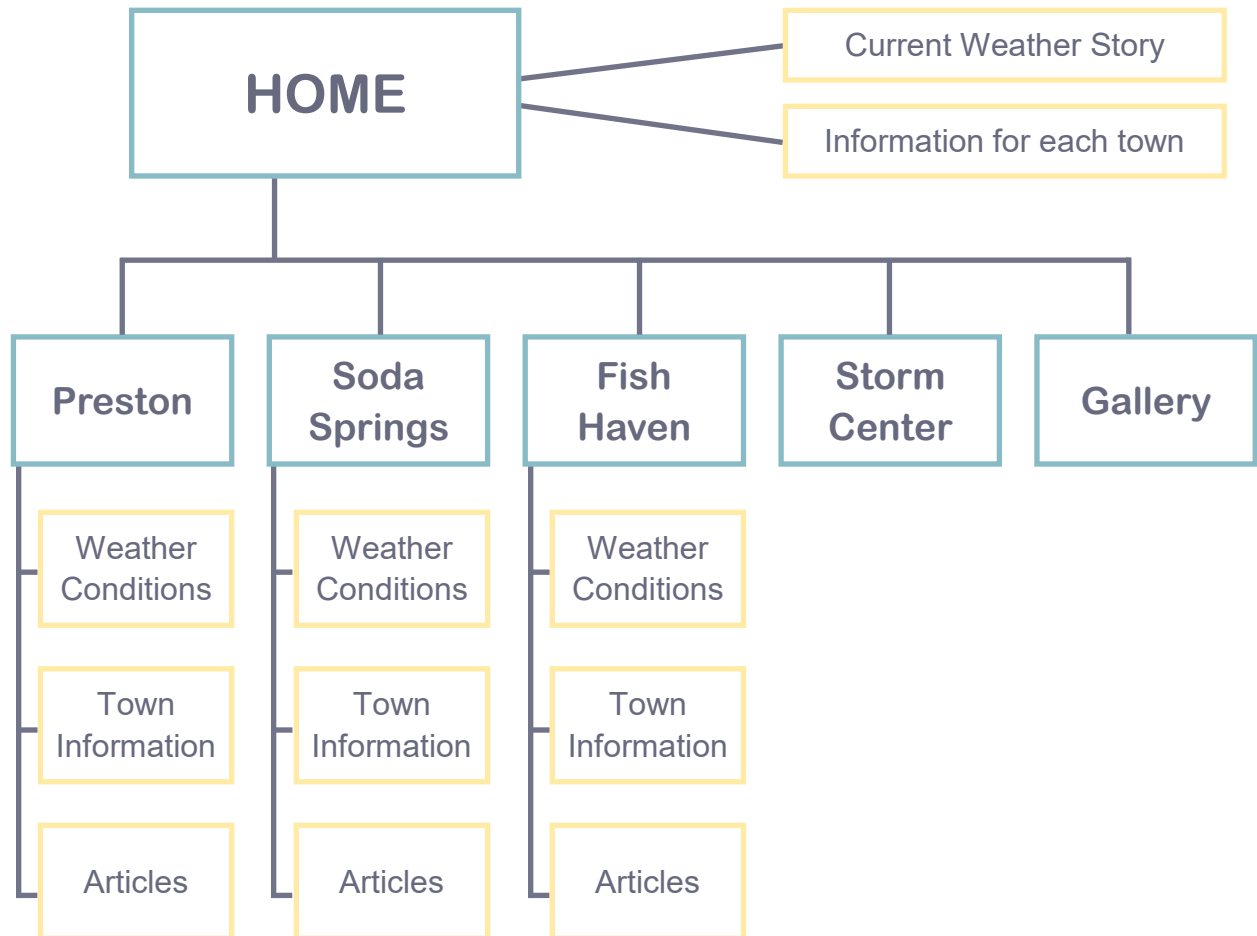 HOME
Current Weather Story
Information for each town
Preston
Soda
Springs
Fish
Haven
Storm
Center
Gallery
Weather
Conditions
Town
Information
Articles
Weather
Conditions
Town
Information
Articles
Weather
Conditions
Town
Information
Articles